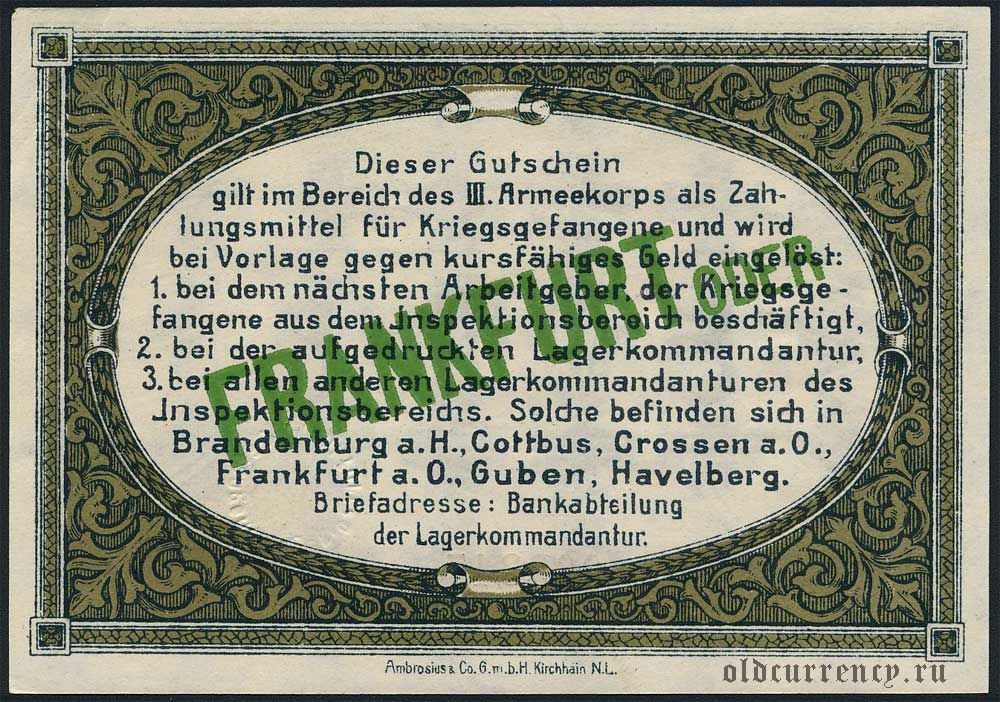 Dieser Gutschein
gilt im Bereich des III. Armeekorps als Zah-
lungsmittel für Kriegsgefangene und wird
bei Vorlage gegen kursfähiges Geld eingelöst:
1. bei dem nächsten Arbeitgeber, der Kriegsge-
fangene aus dem Inspektionsbereich beschäftigt,
2. bei der aufgedruckten Lagerkommandantur,
3. bei allen anderen Lagerkommandanturen des
Inspektionsbereichs. Solche befinden sich in
Brandenburg a.H., Cottbus, Crossen a.O.,
Frankfurt a.O., Guben, Havelberg.
Briefadresse: Bankabteilung
der Lagerkommandantur.
FRANKFURT ODER
Ambrosius & Co. G.m.b.H. Kirchhain N.L.
oldcurrency.ru